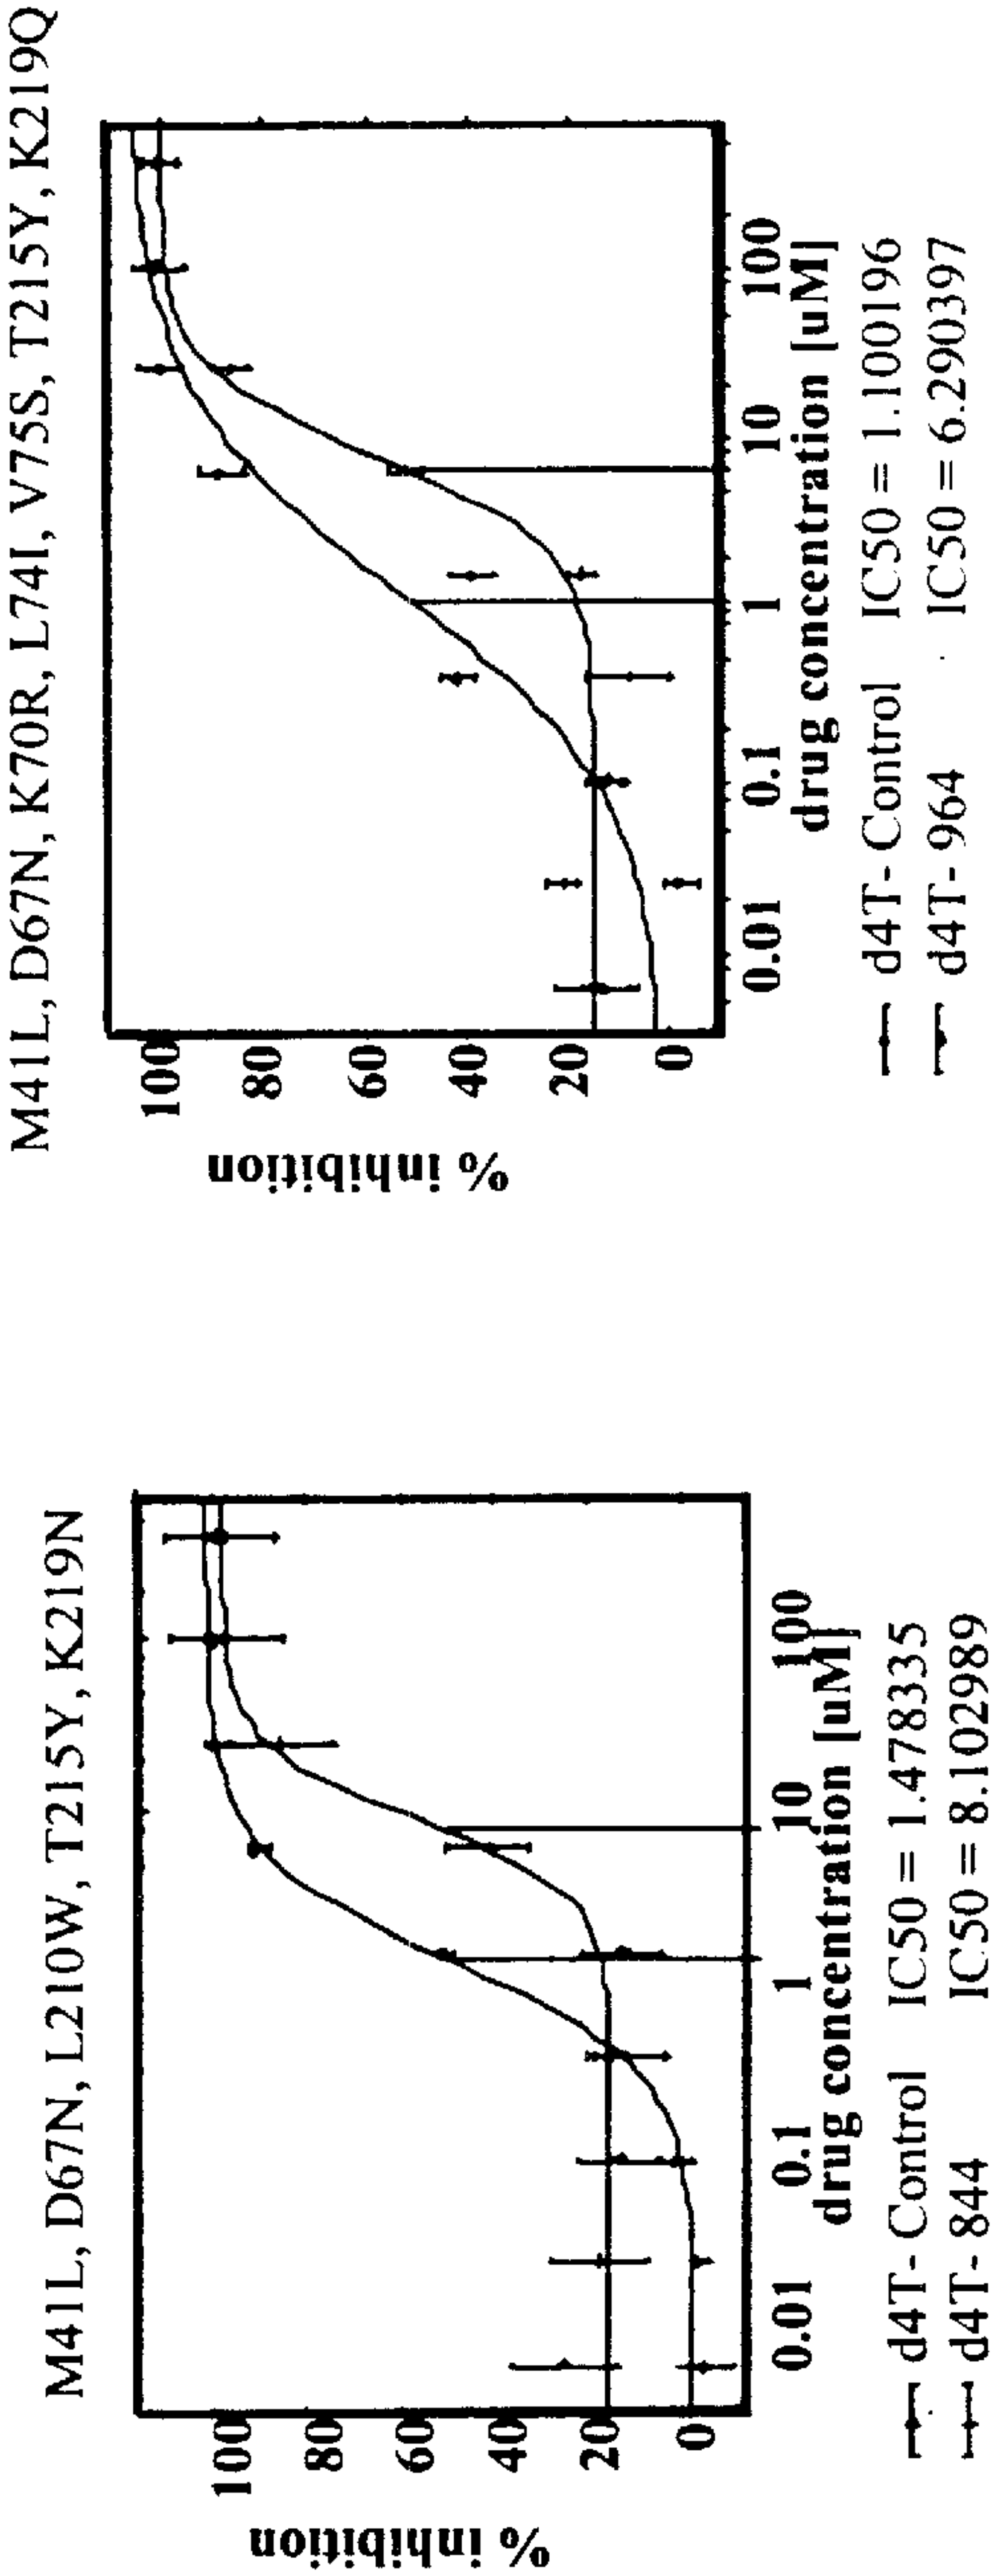 M41L, D67N, L210W, T215Y, K219N
% inhibition
100
80
60
40
20
0
0.01 0.1 1 10 100
drug concentration [uM]
d4T- Control IC50 = 1.478335
d4T- 844 IC50 = 8.102989
M41L, D67N, K70R, L74I, V75S, T215Y, K219Q
% inhibition
100
80
60
40
20
0
0.01 0.1 1 10 100
drug concentration [uM]
d4T- Control IC50 = 1.100196
d4T- 964 IC50 = 6.290397